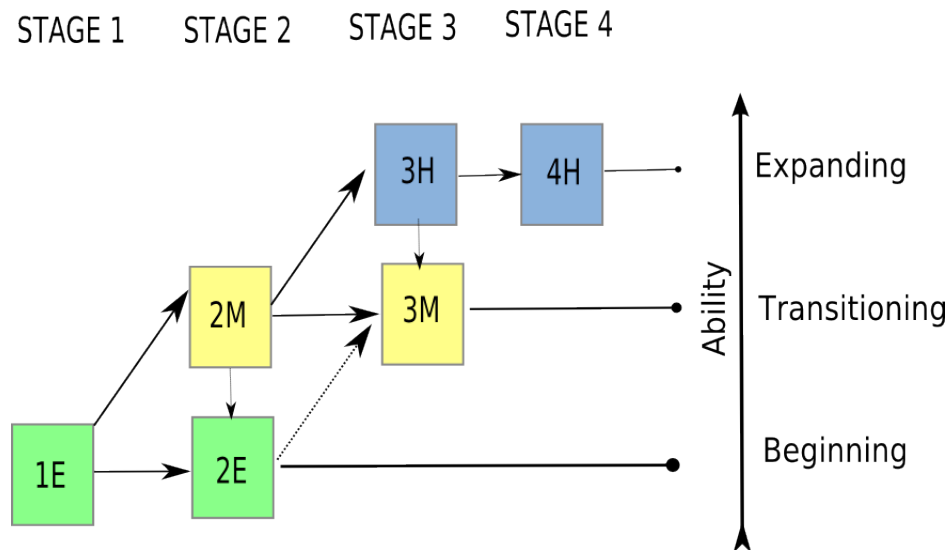 STAGE 1
STAGE 2
STAGE 3
STAGE 4
3H
4H
Expanding
2M
3M
Ability
Transitioning
1E
2E
Beginning